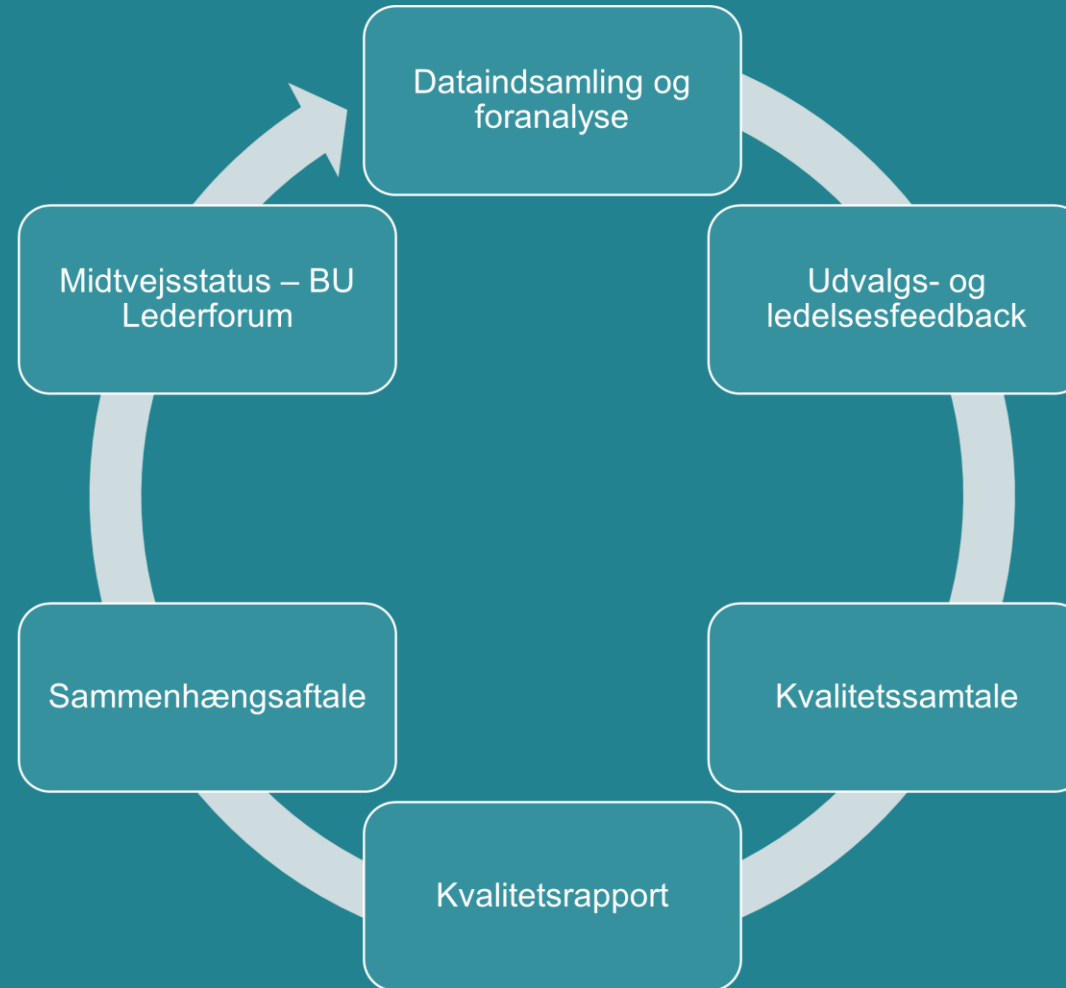 Dataindsamling og
foranalyse
Udvalgs- og
ledelsesfeedback
Kvalitetssamtale
Kvalitetsrapport
Sammenhængsaftale
Midtvejsstatus – BU
Lederforum